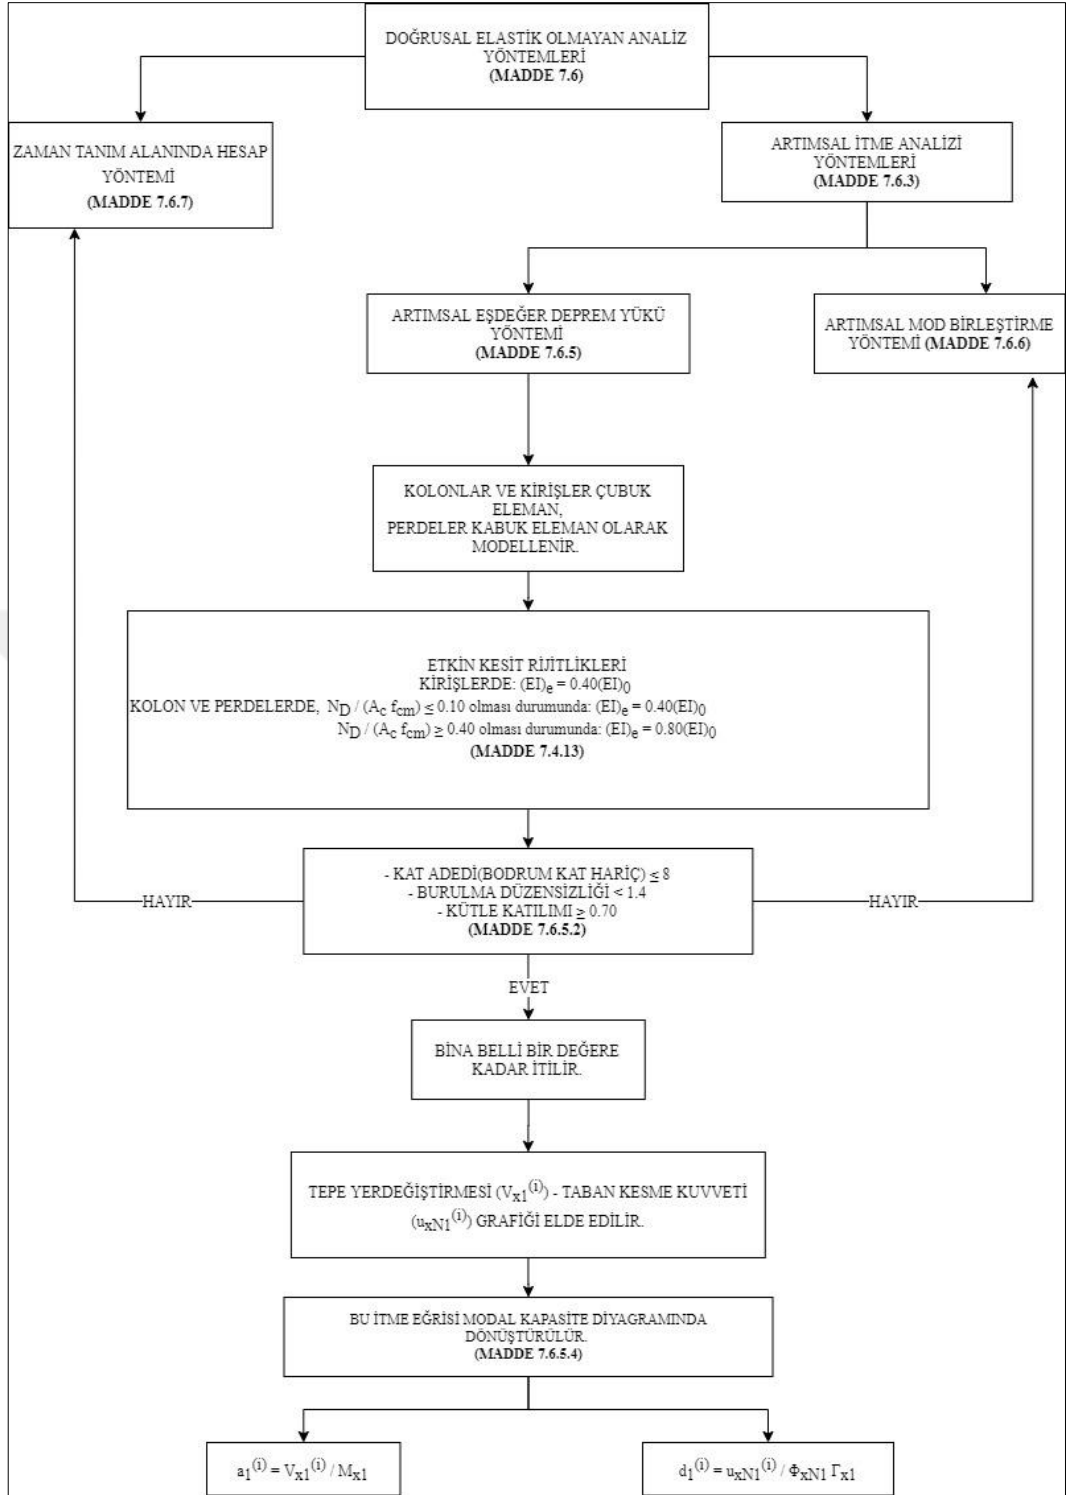 DOĞRUSAL ELASTİK OLMAYAN ANALİZ
YÖNTEMLERİ
(MADDE 7.6)
ZAMAN TANIM ALANINDA HESAP
YÖNTEMİ
(MADDE 7.6.7)
ARTIMSAL İTME ANALİZİ
YÖNTEMLERİ
(MADDE 7.6.3)
ARTIMSAL EŞDEĞER DEPREM YÜKÜ
YÖNTEMİ
(MADDE 7.6.5)
ARTIMSAL MOD BİRLEŞTİRME
YÖNTEMİ (MADDE 7.6.6)
KOLONLAR VE KİRİŞLER ÇUBUK
ELEMAN,
PERDELER KABUK ELEMAN OLARAK
MODELLENİR.
ETKİN KESİT RIJİTLİKLERİ
KİRİŞLERDE: (EI)e = 0.40(EI)0
KOLON VE PERDELERDE, ND / (Ac fcm) ≤ 0.10 olması durumunda: (EI)e = 0.40(EI)0
ND / (Ac fcm) ≥ 0.40 olması durumunda: (EI)e = 0.80(EI)0
(MADDE 7.4.13)
- KAT ADEDİ(BODRUM KAT HARİÇ) ≤ 8
- BURULMA DÜZENSİZLİĞİ < 1.4
- KÜTLE KATILIMI ≥ 0.70
(MADDE 7.6.5.2)
HAYIR
HAYIR
EVET
BİNA BELLİ BİR DEĞERE
KADAR İTİLİR.
TEPE YERDEĞİŞTİRMESİ (Vx1(i)) - TABAN KESME KUVVETİ
(uxN1(i)) GRAFİĞİ ELDE EDİLİR.
BU İTME EĞRİSİ MODAL KAPASİTE DİYAGRAMINDA
DÖNÜŞTÜRÜLÜR.
(MADDE 7.6.5.4)
a1(i) = Vx1(i) / Mx1
d1(i) = uxN1(i) / ΦxN1 Γx1